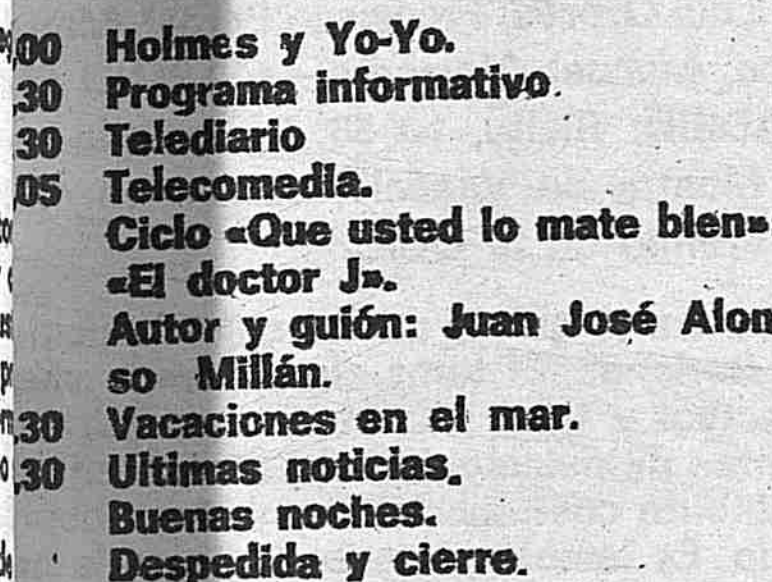 ,00 Holmes y Yo-Yo.
,30 Programa informativo.
,30 Telediario
,05 Telecomedia.
Ciclo «Que usted lo mate bien»
«El doctor J».
Autor y guión: Juan José Alon
so Millán.
,30 Vacaciones en el mar.
,30 Ultimas noticias.
Buenas noches.
Despedida y cierre.